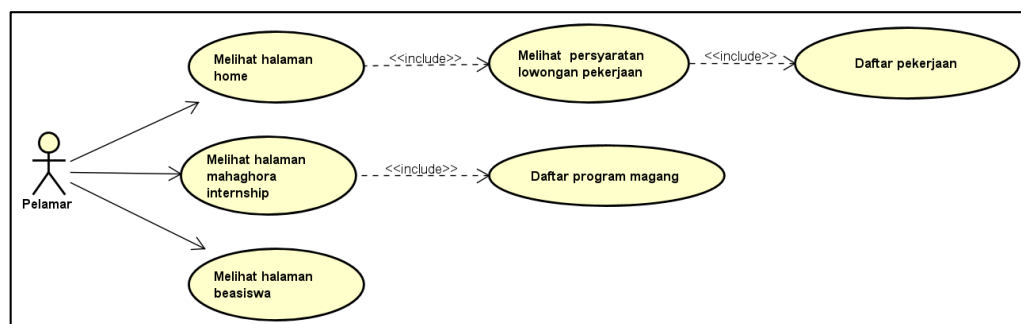 Melihat halaman
home
<<include>>
Melihat persyaratan
lowongan pekerjaan
<<include>>
Daftar pekerjaan
Pelamar
Melihat halaman
mahaghora
internship
<<include>>
Daftar program magang
Melihat halaman
beasiswa